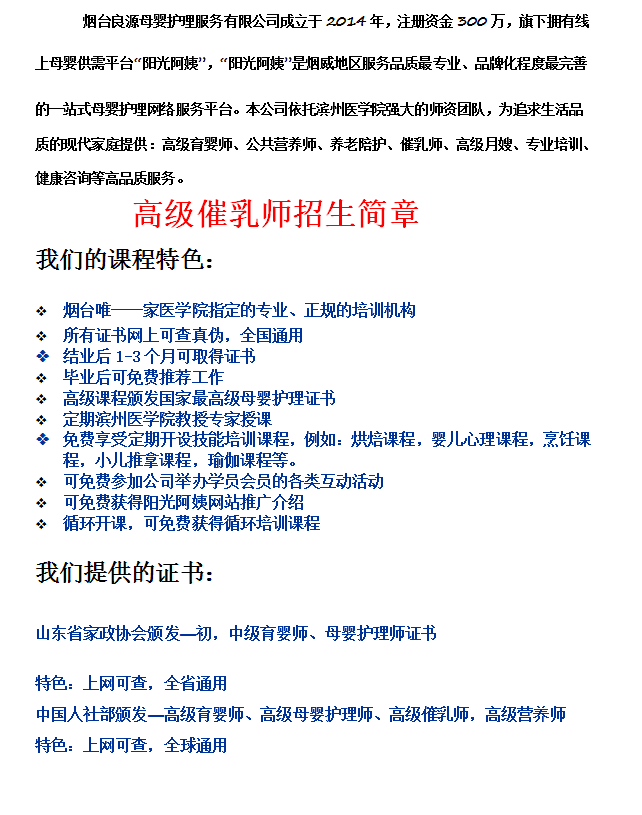 烟台良源母婴护理服务有限公司成立于 2014 年，注册资金 300 万，旗下拥有线
上母婴供需平台“阳光阿姨”，“阳光阿姨”是烟威地区服务品质最专业、品牌化程度最完善
的一站式母婴护理网络服务平台。本公司依托滨州医学院强大的师资团队，为追求生活品
质的现代家庭提供：高级育婴师、公共营养师、养老陪护、催乳师、高级月嫂、专业培训、
健康咨询等高品质服务。
高级催乳师招生简章
我们的课程特色：
❖ 烟台唯一一家医学院指定的专业、正规的培训机构
❖ 所有证书网上可查真伪，全国通用
❖ 结业后 1-3 个月可取得证书
❖ 毕业后可免费推荐工作
❖ 高级课程颁发国家最高级母婴护理证书
❖ 定期滨州医学院教授专家授课
❖ 免费享受定期开设技能培训课程，例如：烘焙课程，婴儿心理课程，烹饪课
程，小儿推拿课程，瑜伽课程等。
❖ 可免费参加公司举办学员会员的各类互动活动
❖ 可免费获得阳光阿姨网站推广介绍
❖ 循环开课，可免费获得循环培训课程
我们提供的证书：
山东省家政协会颁发—初，中级育婴师、母婴护理师证书
特色：上网可查，全省通用
中国人社部颁发—高级育婴师、高级母婴护理师、高级催乳师，高级营养师
特色：上网可查，全球通用